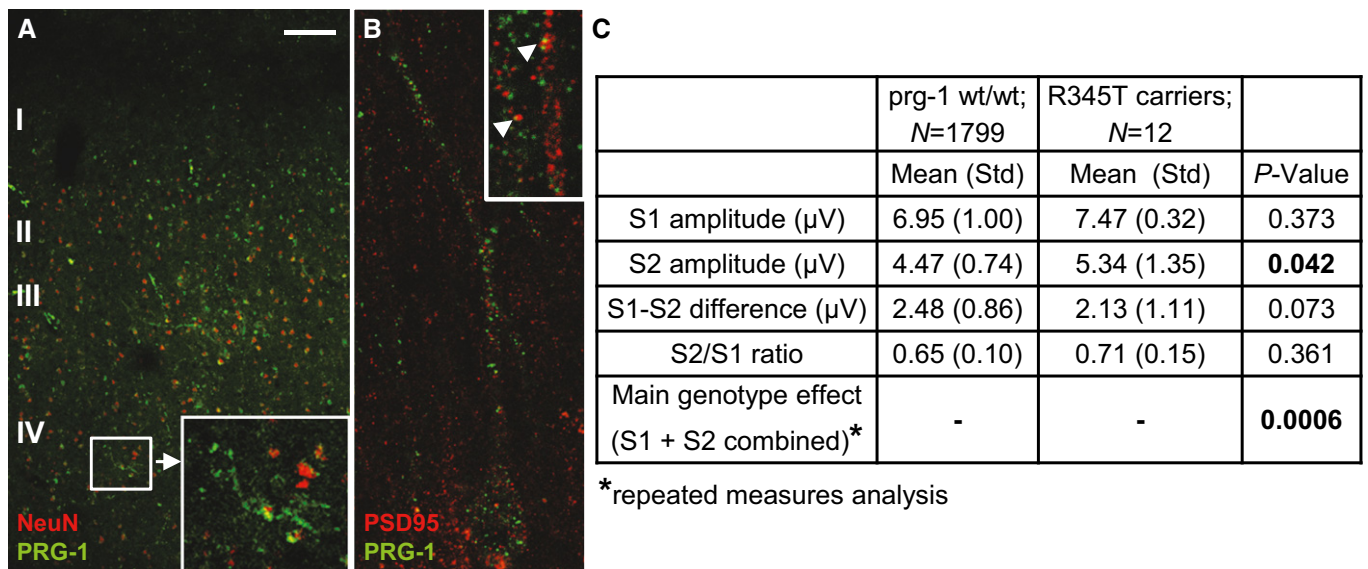 A
I
II
III
IV
NeuN
PRG-1
B
PSD95
PRG-1
C
prg-1 wt/wt; N=1799 R345T carriers; N=12
Mean (Std) Mean (Std) P-Value
S1 amplitude (µV) 6.95 (1.00) 7.47 (0.32) 0.373
S2 amplitude (µV) 4.47 (0.74) 5.34 (1.35) 0.042
S1-S2 difference (µV) 2.48 (0.86) 2.13 (1.11) 0.073
S2/S1 ratio 0.65 (0.10) 0.71 (0.15) 0.361
Main genotype effect
(S1 + S2 combined)* - - 0.0006
*repeated measures analysis